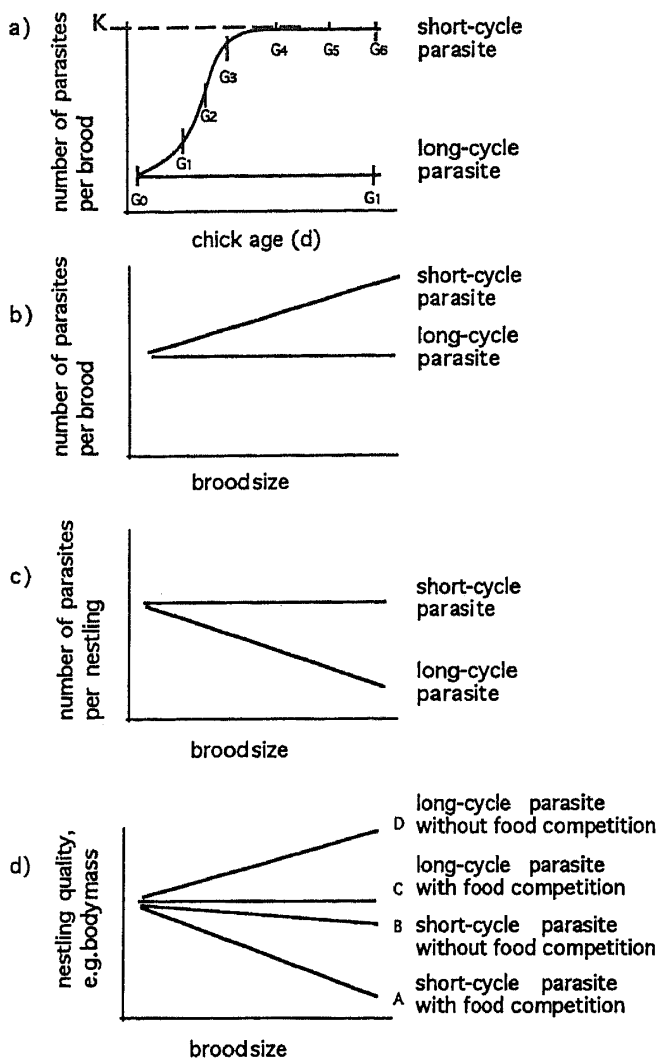 a)
number of parasites
per brood
K
G0
G1
G2
G3
G4
G5
G6
short-cycle
parasite
long-cycle
parasite
G1
chick age (d)
b)
number of parasites
per brood
short-cycle
parasite
long-cycle
parasite
broodsize
c)
number of parasites
per nestling
short-cycle
parasite
long-cycle
parasite
broodsize
d)
nestling quality,
e.g.bodymass
long-cycle parasite
D without food competition
long-cycle parasite
C with food competition
B short-cycle parasite
without food competition
short-cycle parasite
A with food competition
broodsize